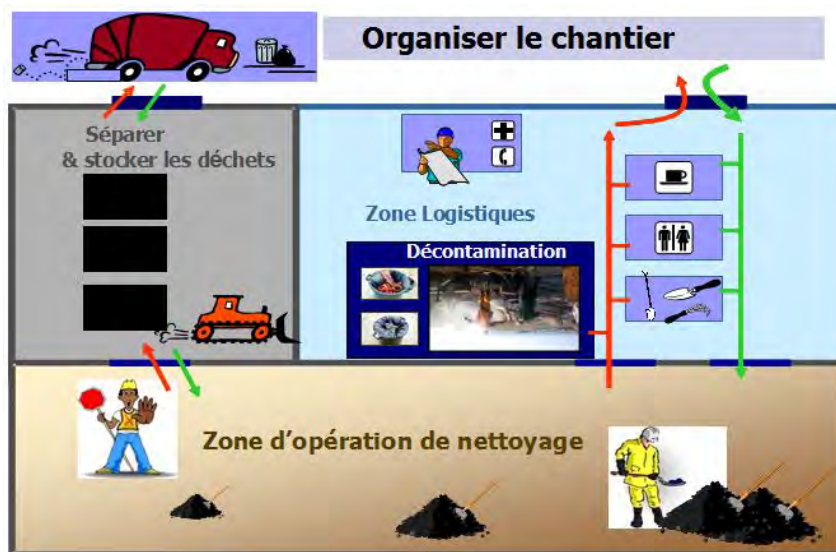 Organiser le chantier
Séparer
& stocker les déchets
Zone Logistiques
Décontamination
Zone d'opération de nettoyage